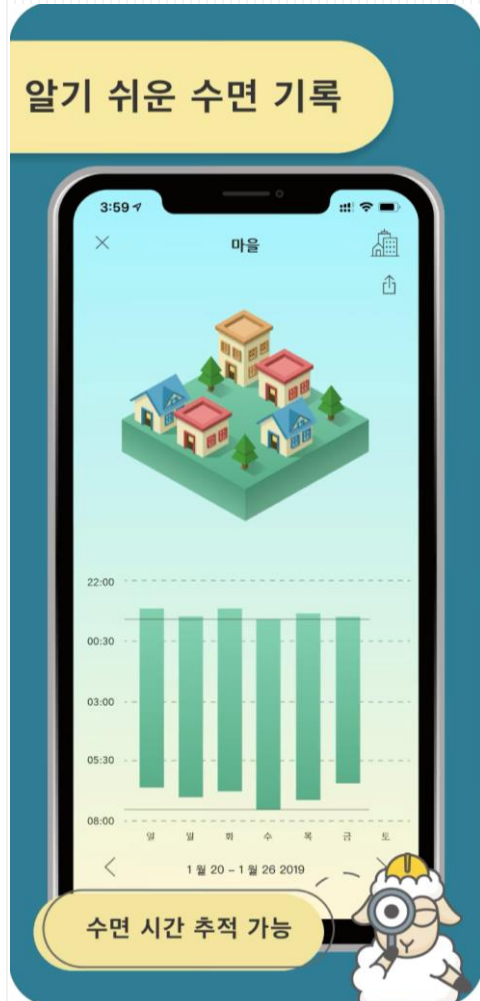 알기 쉬운 수면 기록
3:59
마을
22:00
00:30
03:00
05:30
08:00
일 월 화 수 목 금 토
1 월 20 – 1 월 26 2019
수면 시간 추적 가능